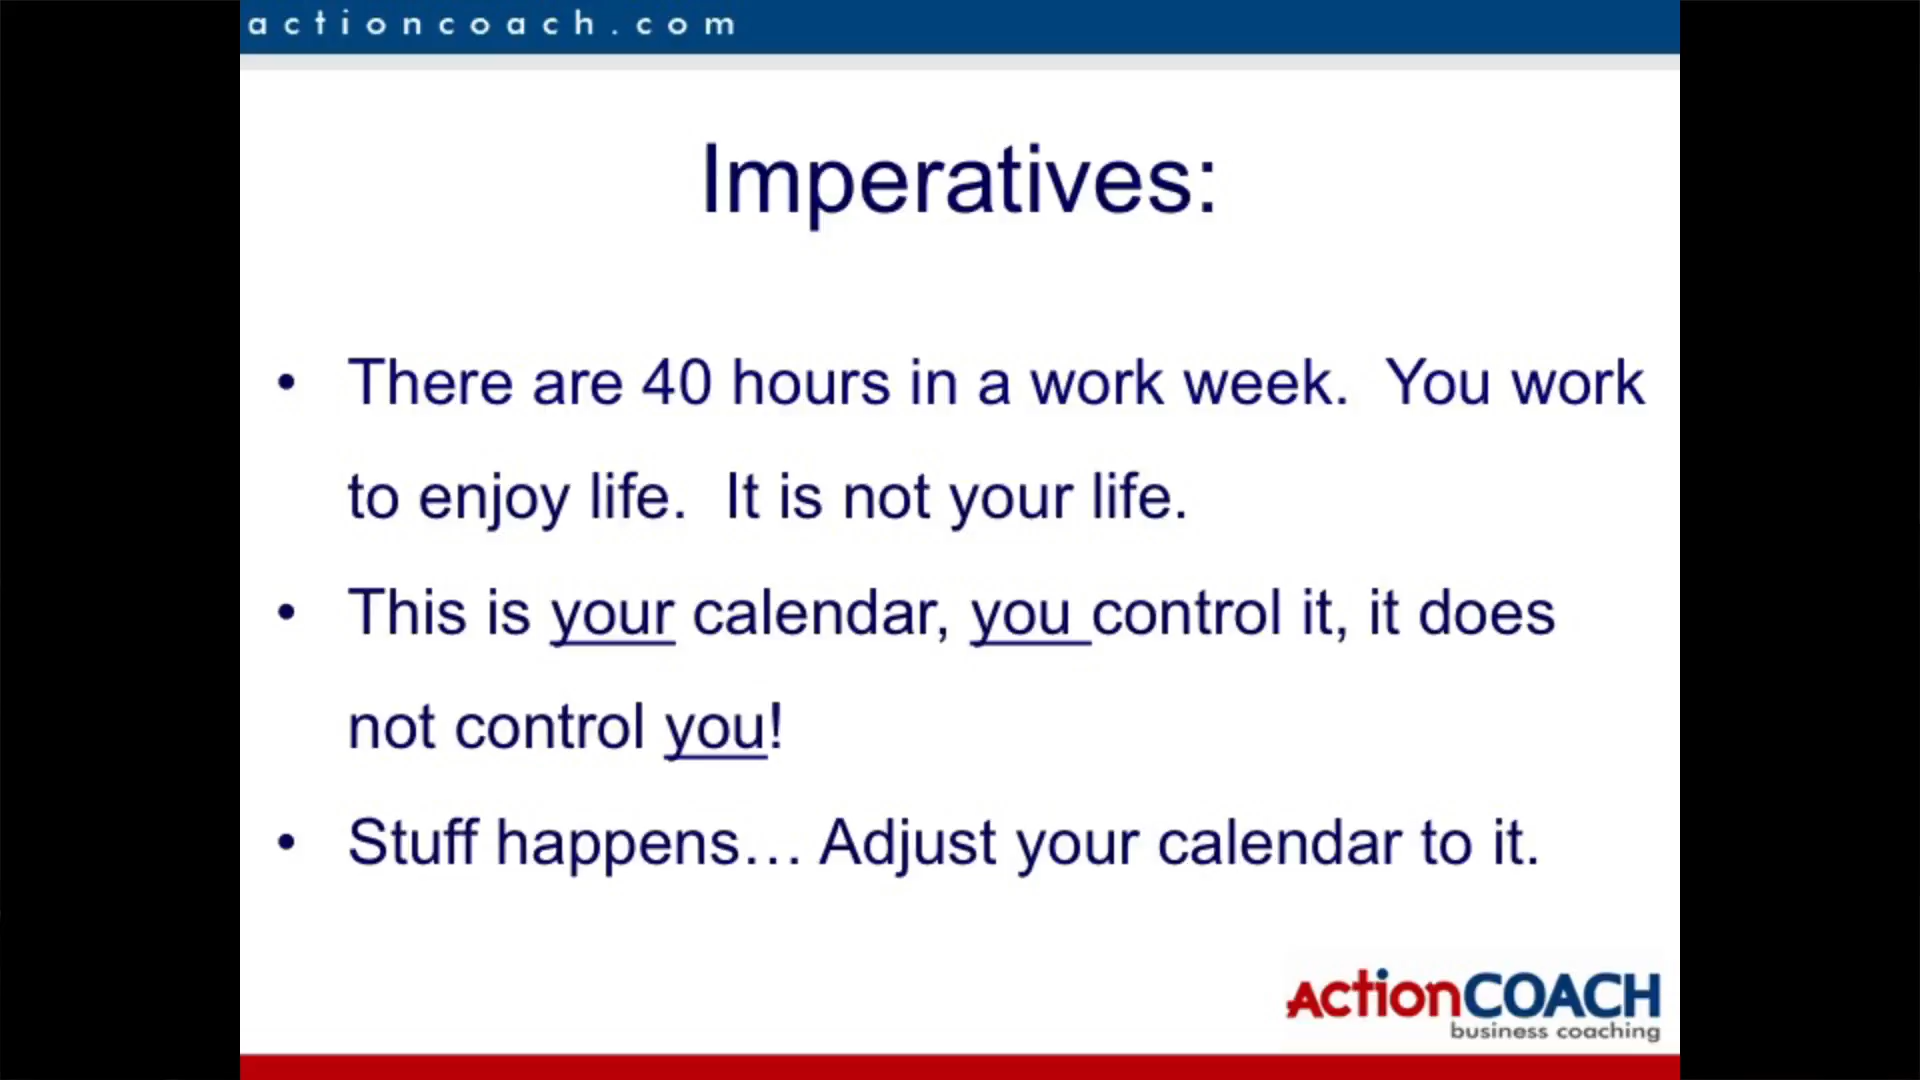 actioncoach.com
Imperatives:
• There are 40 hours in a work week.  You work
to enjoy life.  It is not your life.
• This is your calendar, you control it, it does
not control you!
• Stuff happens… Adjust your calendar to it.
ActionCOACH
business coaching